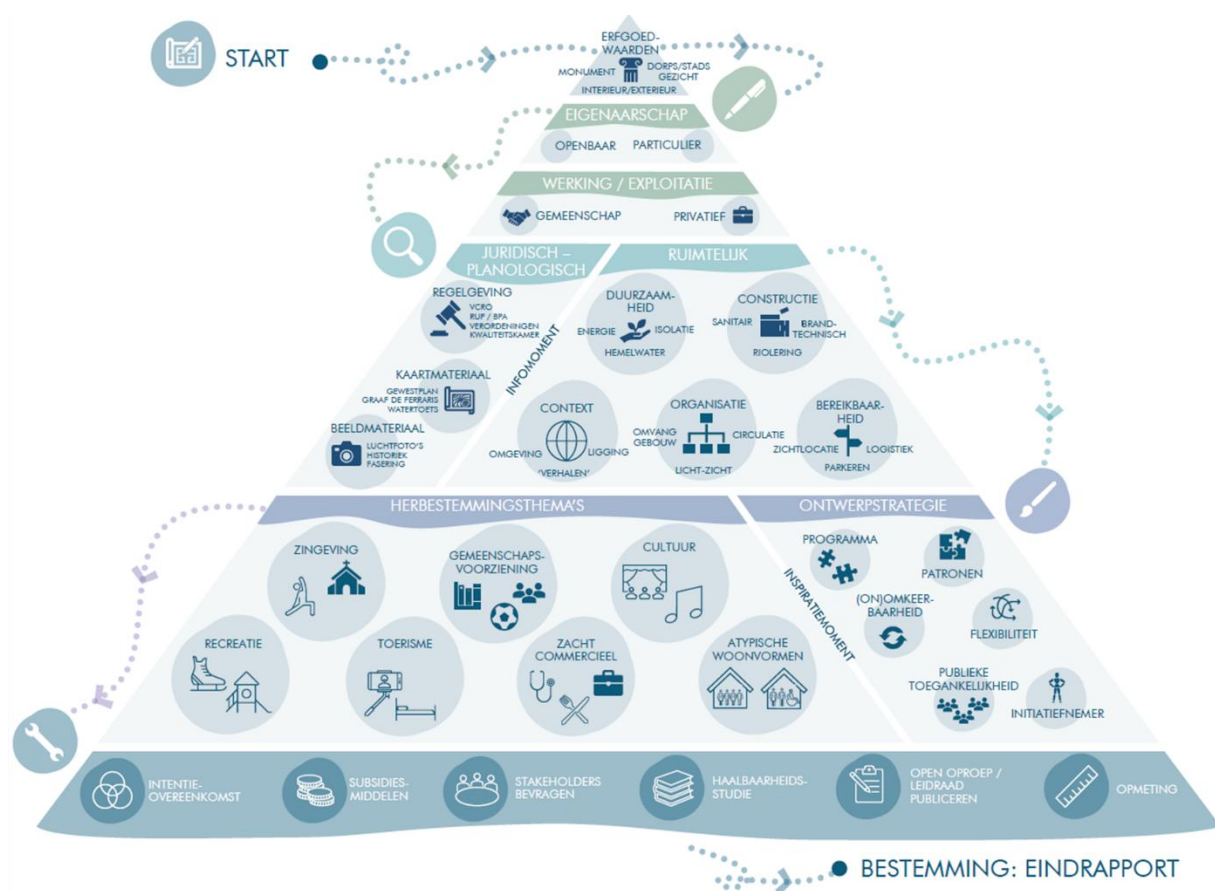 START
ERFGOED-
WAARDEN
MONUMENT
DORPS/STADS
GEZICHT
INTERIEUR/EXTERIEUR
EIGENAARSCHAP
OPENBAAR
PARTICULIER
WERKING / EXPLOITATIE
GEMEENSCHAP
PRIVATIEF
JURIDISCH –
PLANOLOGISCH
REGELGEVING
VCRO
RUP / BPA
VERORDENINGEN
KWALITEITSKAMER
KAARTMATERIAAL
GEWESTPLAN
GRAAF DE FERRARIS
WATERTOETS
BEELDMATERIAAL
LUCHTFOTO'S
HISTORIEK
FASERING
INFOMOMENT
RUIMTELIJK
DUURZAAM-
HEID
ENERGIE
ISOLATIE
HEMELWATER
CONSTRUCTIE
SANITAIR
BRAND-
TECHNISCH
RIOLERING
CONTEXT
OMGEVING
LIGGING
'VERHALEN'
ORGANISATIE
OMVANG
GEBOUW
CIRCULATIE
LICHT-ZICHT
BEREIKBAAR-
HEID
ZICHTLOCATIE
LOGISTIEK
PARKEREN
HERBESTEMMINGSTHEMA'S
ZINGEVING
GEMEENSCHAPS-
VOORZIENING
CULTUUR
RECREATIE
TOERISME
ZACHT
COMMERCIEEL
ATYPISCHE
WOONVORMEN
INSPIRATIEMOMENT
ONTWERPSTRATEGIE
PROGRAMMA
PATRONEN
(ON)OMKEER-
BAARHEID
FLEXIBILITEIT
PUBLIEKE
TOEGANKELIJKHEID
INITIATIEFNEMER
INTENTIE-
OVEREENKOMST
SUBSIDIES-
MIDDELEN
STAKEHOLDERS
BEVRAGEN
HAALBAARHEIDS-
STUDIE
OPEN OPROEP /
LEIDRAAD
PUBLICEREN
OPMETING
BESTEMMING: EINDRAPPORT